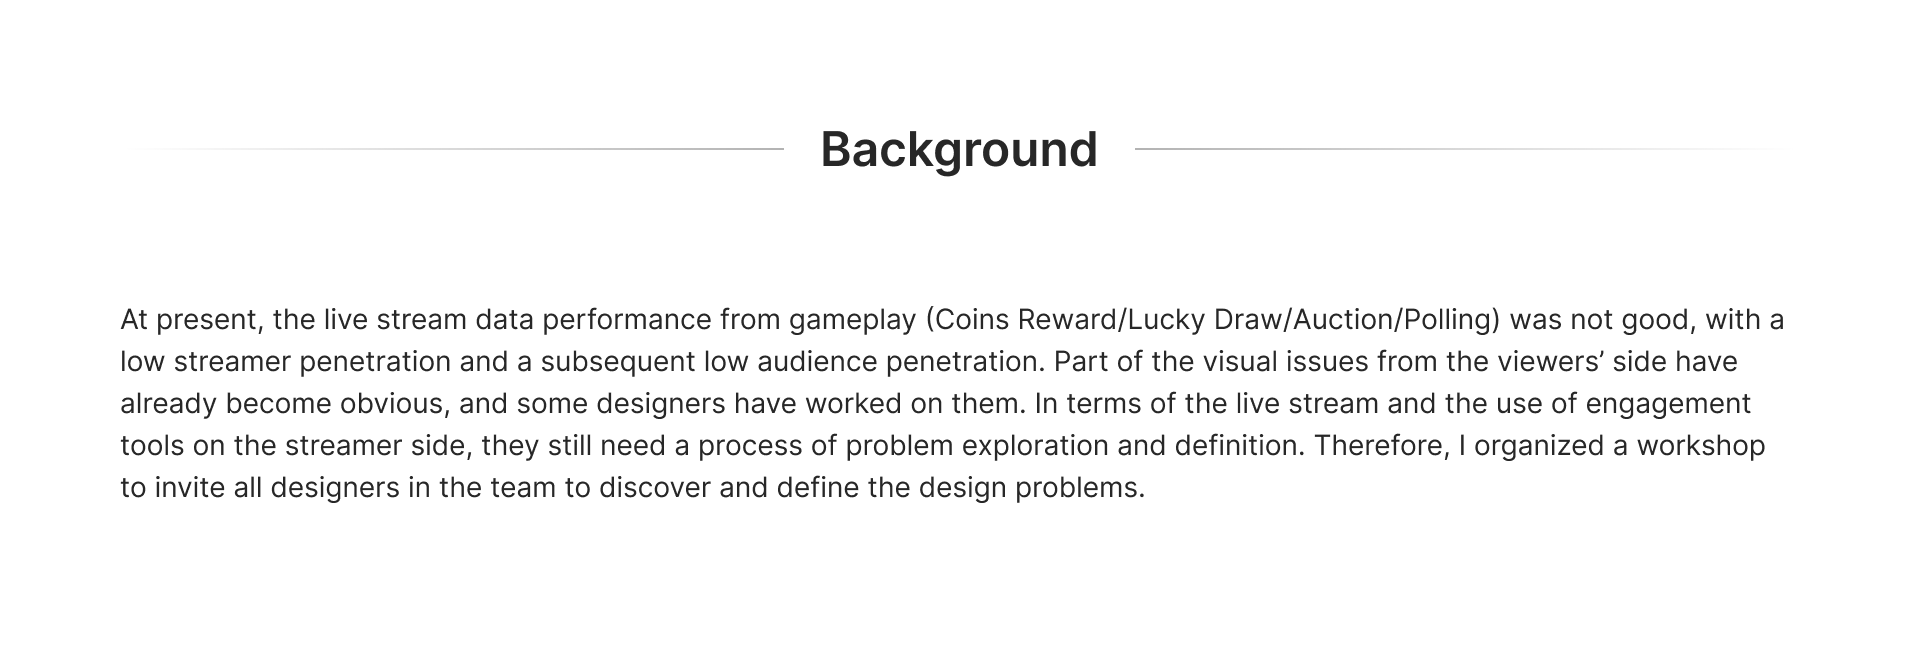 Background
At present, the live stream data performance from gameplay (Coins Reward/Lucky Draw/Auction/Polling) was not good, with a
low streamer penetration and a subsequent low audience penetration. Part of the visual issues from the viewers’ side have
already become obvious, and some designers have worked on them. In terms of the live stream and the use of engagement
tools on the streamer side, they still need a process of problem exploration and definition. Therefore, I organized a workshop
to invite all designers in the team to discover and define the design problems.